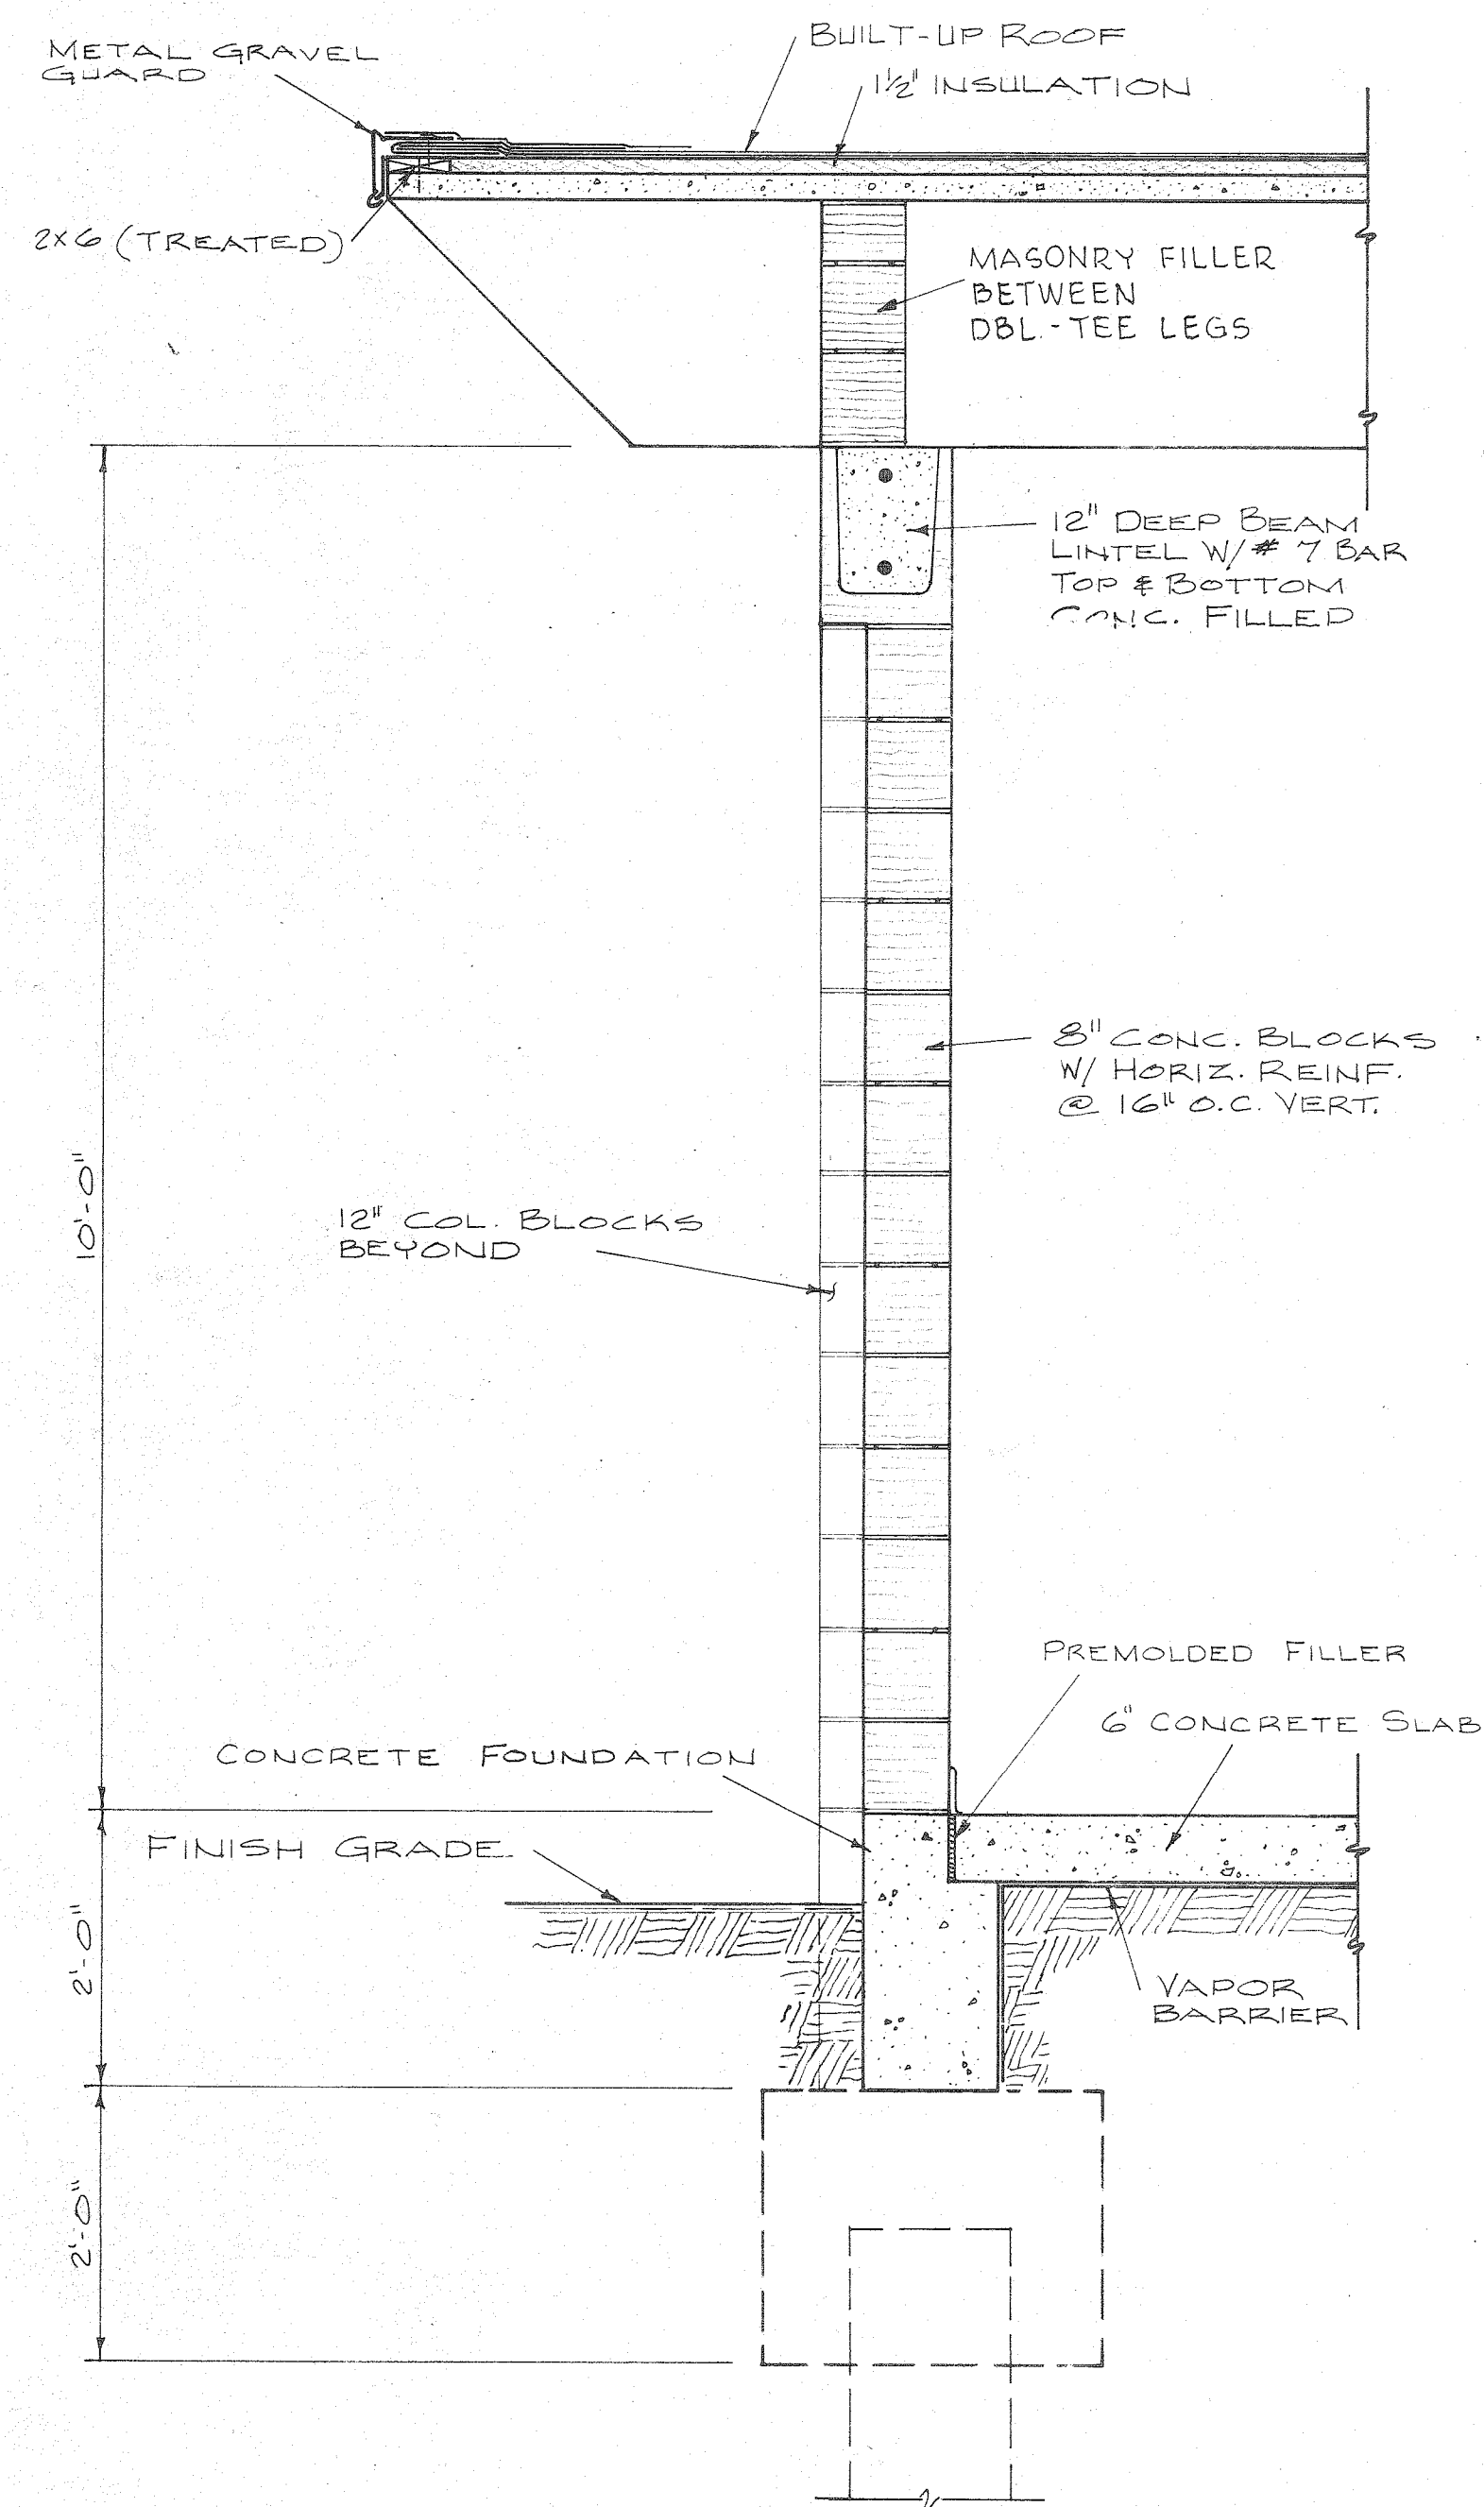 METAL GRAVEL
GUARD
BUILT-UP ROOF
1½" INSULATION
2X6 (TREATED)
MASONRY FILLER
BETWEEN
DBL.-TEE LEGS
12" DEEP BEAM
LINTEL W/ # 7 BAR
TOP & BOTTOM
CONC. FILLED
8" CONC. BLOCKS
W/ HORIZ. REINF.
@ 16" O.C. VERT.
10'-0"
12" COL. BLOCKS
BEYOND
PREMOLDED FILLER
6" CONCRETE SLAB
CONCRETE FOUNDATION
FINISH GRADE
2'-0"
VAPOR
BARRIER
2'-0"